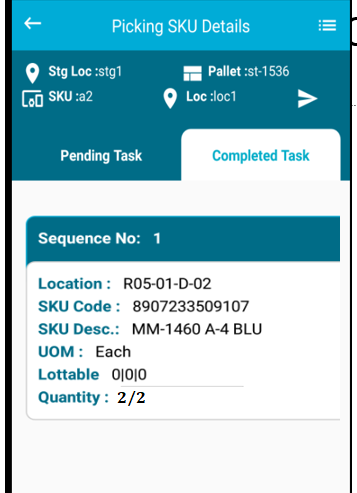 Picking SKU Details
Stg Loc :stg1 Pallet :st-1536
SKU :a2 Loc :loc1
Pending Task Completed Task
Sequence No: 1
Location : R05-01-D-02
SKU Code : 8907233509107
SKU Desc.: MM-1460 A-4 BLU
UOM : Each
Lottable 0|0|0
Quantity : 2/2